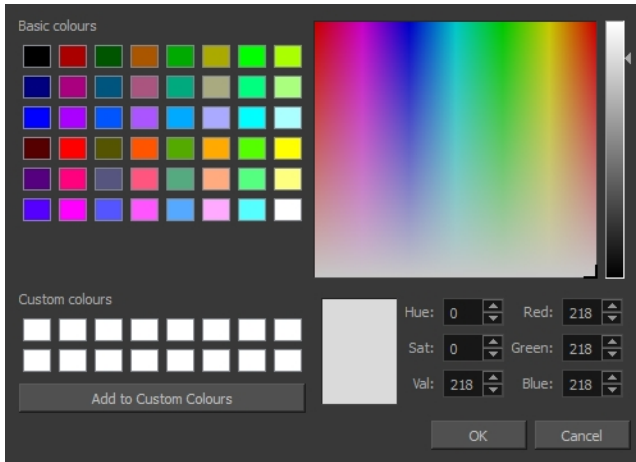 Basic colours
Custom colours
Add to Custom Colours
Hue: 0 Red: 218
Sat: 0 Green: 218
Val: 218 Blue: 218
OK Cancel